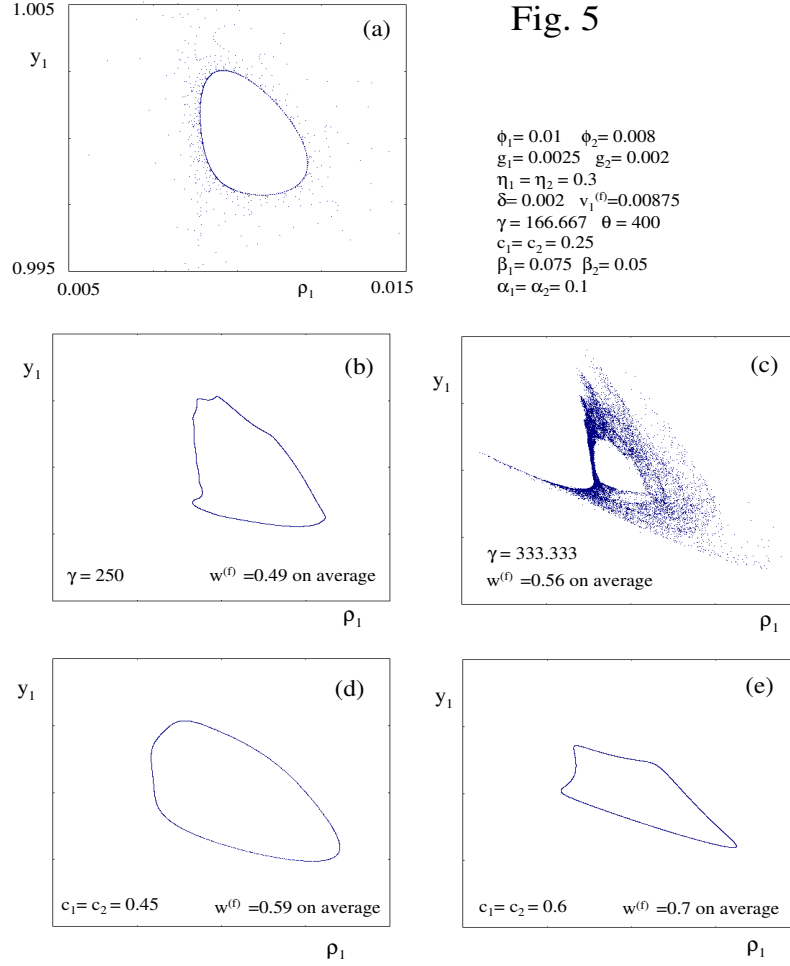 Fig. 5
1.005
(a)
y₁
0.995
0.005
ρ₁
0.015
ϕ₁= 0.01 ϕ₂= 0.008
g₁= 0.0025 g₂= 0.002
η₁ = η₂ = 0.3
δ= 0.002 v₁⁽ᶠ⁾=0.00875
γ = 166.667 θ = 400
c₁= c₂ = 0.25
β₁= 0.075 β₂= 0.05
α₁= α₂= 0.1
y₁
(b)
γ = 250
w⁽ᶠ⁾ =0.49 on average
ρ₁
y₁
(c)
γ = 333.333
w⁽ᶠ⁾ =0.56 on average
ρ₁
y₁
(d)
c₁= c₂ = 0.45
w⁽ᶠ⁾ =0.59 on average
ρ₁
y₁
(e)
c₁= c₂ = 0.6
w⁽ᶠ⁾ =0.7 on average
ρ₁